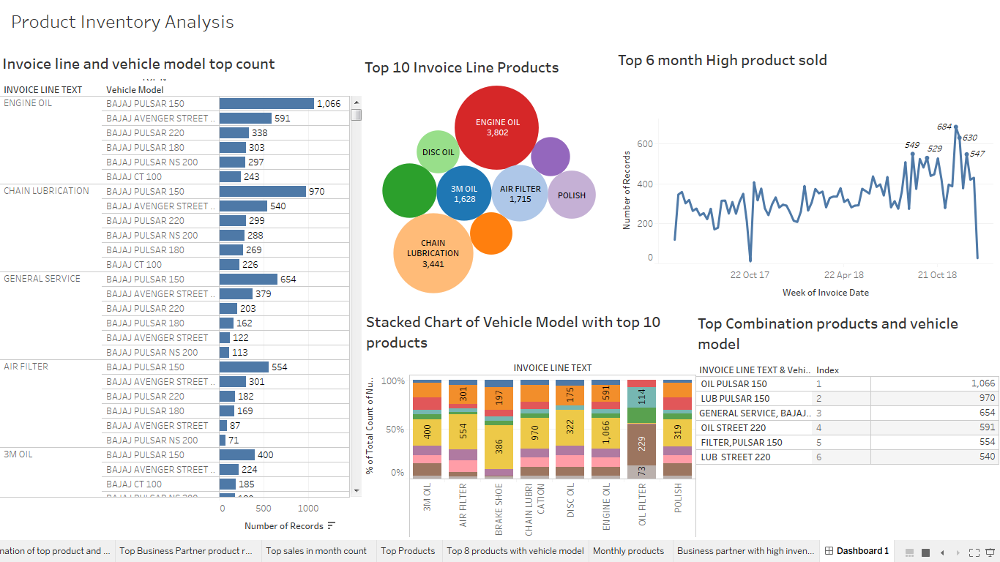 Product Inventory Analysis
Invoice line and vehicle model top count
INVOICE LINE TEXT Vehicle Model
ENGINE OIL BAJAJ PULSAR 150 1,066
BAJAJ AVENGER STREET .. 591
BAJAJ PULSAR 220 338
BAJAJ PULSAR 180 303
BAJAJ PULSAR NS 200 297
BAJAJ CT 100 243
CHAIN LUBRICATION BAJAJ PULSAR 150 970
BAJAJ AVENGER STREET .. 540
BAJAJ PULSAR 220 299
BAJAJ PULSAR NS 200 288
BAJAJ PULSAR 180 269
BAJAJ CT 100 226
GENERAL SERVICE BAJAJ PULSAR 150 654
BAJAJ AVENGER STREET .. 379
BAJAJ PULSAR 220 203
BAJAJ PULSAR 180 162
BAJAJ AVENGER STREET 122
BAJAJ PULSAR NS 200 113
AIR FILTER BAJAJ PULSAR 150 554
BAJAJ AVENGER STREET .. 301
BAJAJ PULSAR 220 182
BAJAJ PULSAR 180 169
BAJAJ AVENGER STREET 87
BAJAJ PULSAR NS 200 71
3M OIL BAJAJ PULSAR 150 400
BAJAJ AVENGER STREET .. 224
BAJAJ CT 100 185
0 500 1000
Number of Records
Top 10 Invoice Line Products
ENGINE OIL
3,802
DISC OIL
3M OIL
1,628
AIR FILTER
1,715
POLISH
CHAIN
LUBRICATION
3,441
Top 6 month High product sold
Number of Records
600
400
200
0
549
529
684
630
547
22 Oct 17 22 Apr 18 21 Oct 18
Week of Invoice Date
Stacked Chart of Vehicle Model with top 10
products
INVOICE LINE TEXT
% of Total Count of Nu..
100%
50%
0%
400
301
554
197
386
970
175
322
591
1,066
114
229
73
319
3M OIL
AIR FILTER
BRAKE SHOE
CHAIN LUBRI
CATION
DISC OIL
ENGINE OIL
OIL FILTER
POLISH
Top Combination products and vehicle
model
INVOICE LINE TEXT & Vehi.. Index
OIL PULSAR 150 1 1,066
LUB PULSAR 150 2 970
GENERAL SERVICE, BAJAJ.. 3 654
OIL STREET 220 4 591
FILTER,PULSAR 150 5 554
LUB STREET 220 6 540
nation of top product and ... Top Business Partner product r... Top sales in month count Top Products Top 8 products with vehicle model Monthly products Business partner with high inven... Dashboard 1